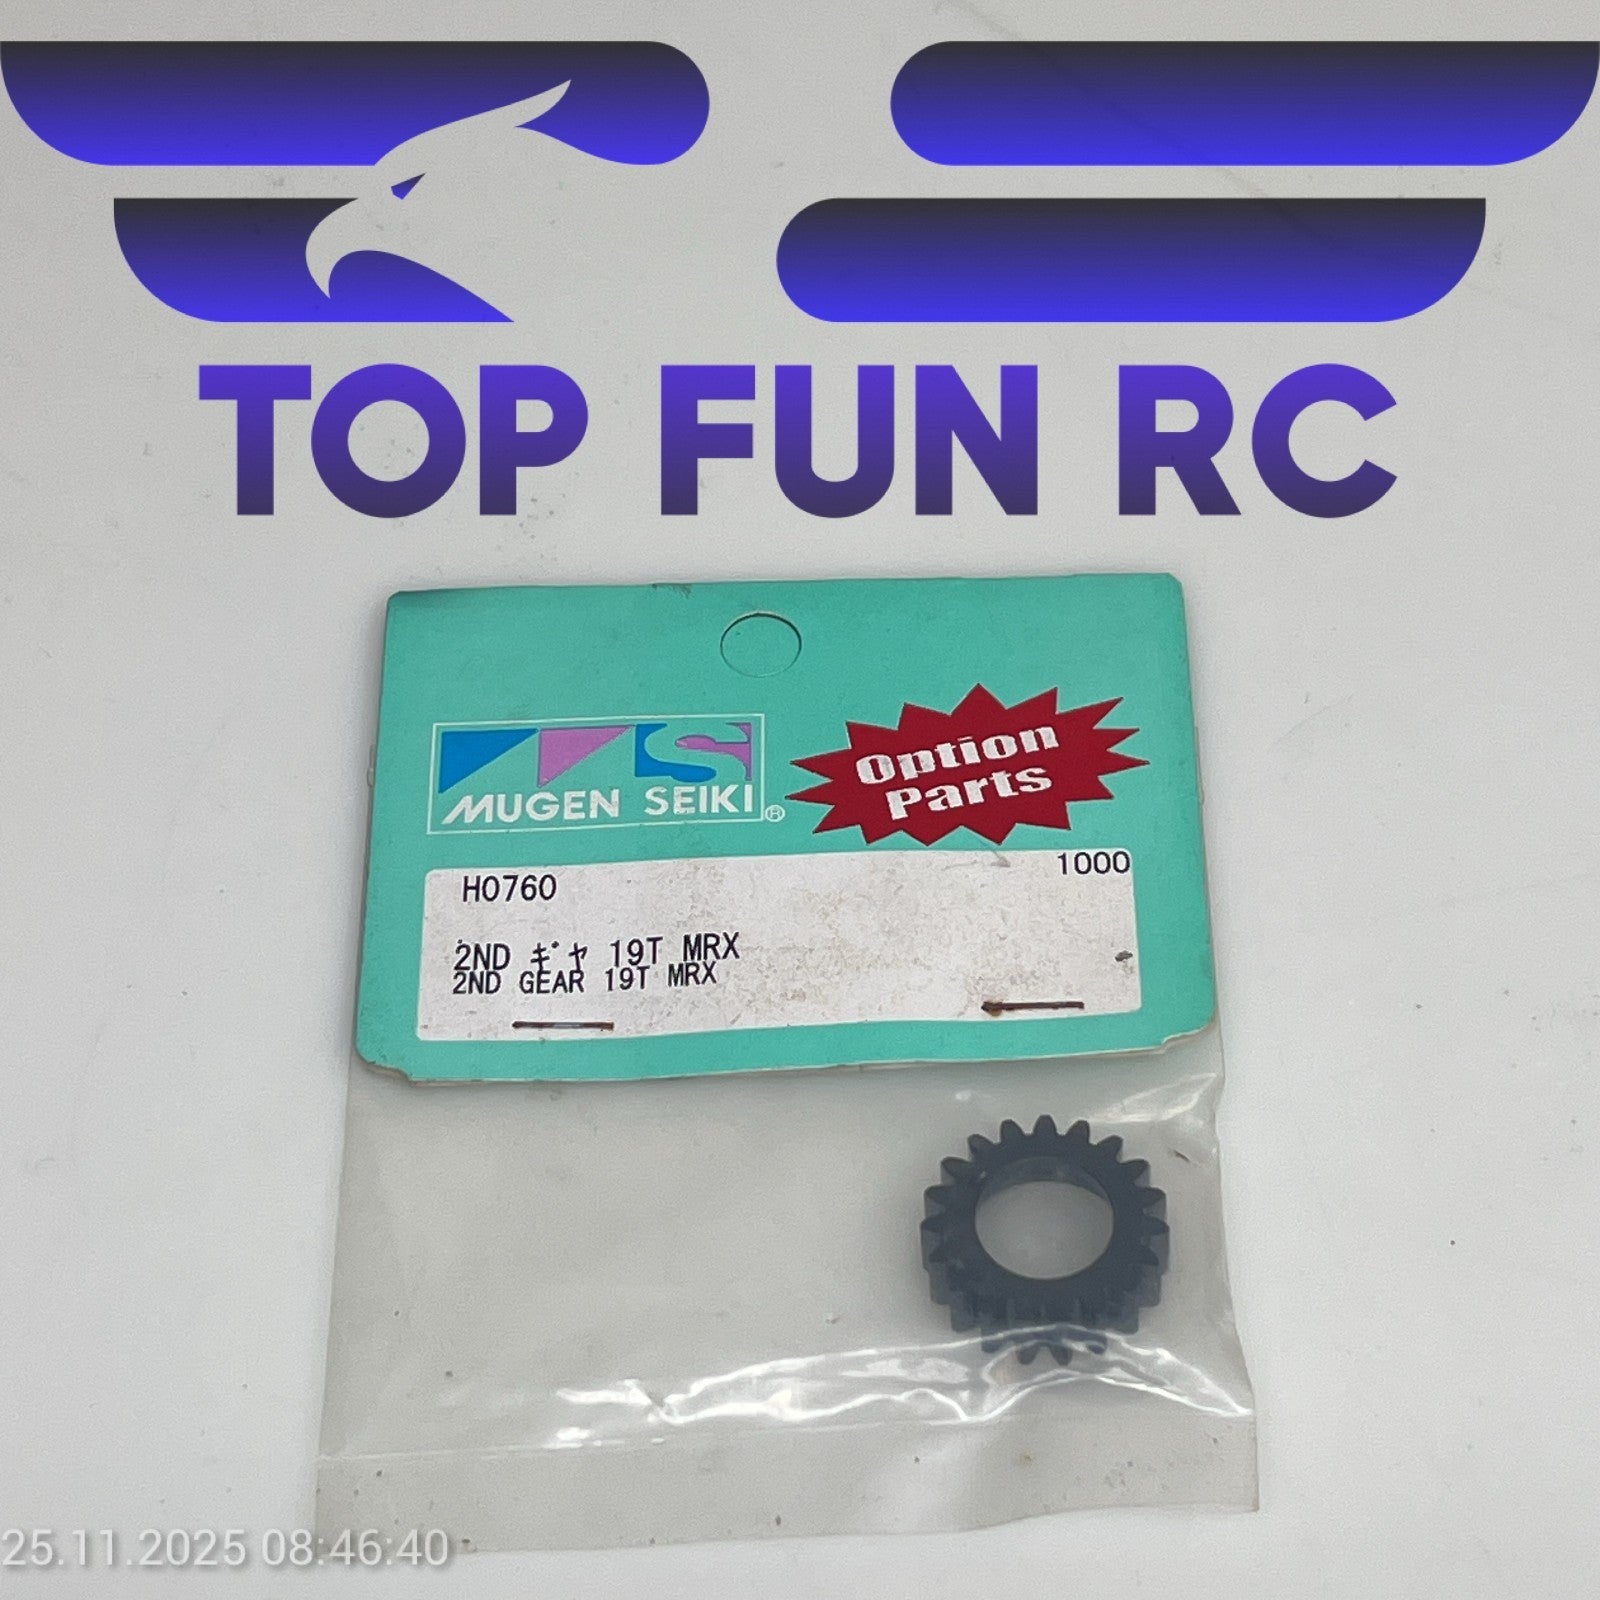 TOP FUN RC
MUGEN SEIKI®
Option
Parts
H0760
1000
2ND ギヤ 19T MRX
2ND GEAR 19T MRX
25.11.2025 08:46:40